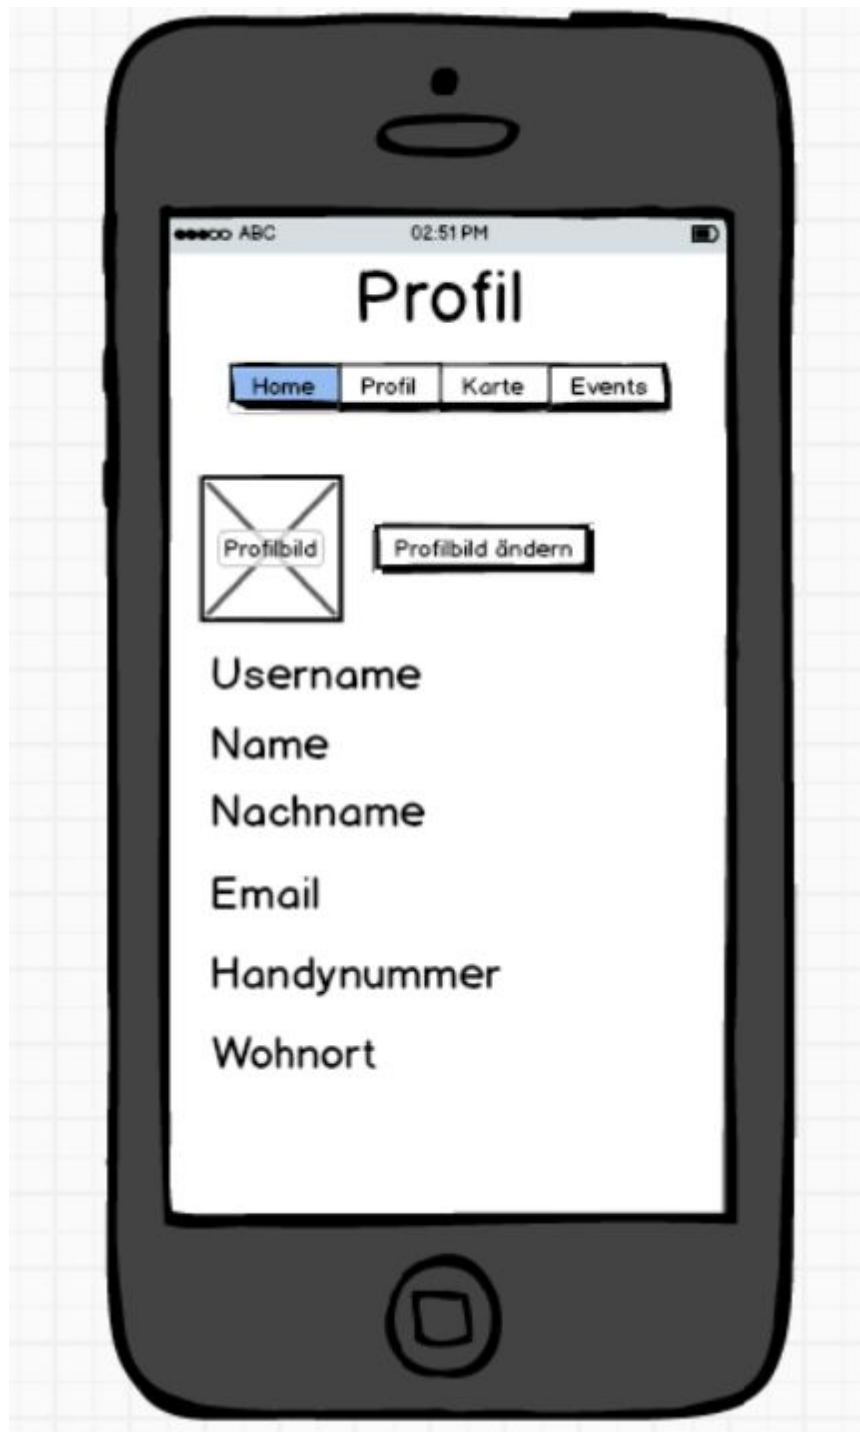 ABC 02:51 PM
Profil
Home Profil Karte Events
Profilbild Profilbild ändern
Username
Name
Nachname
Email
Handynummer
Wohnort